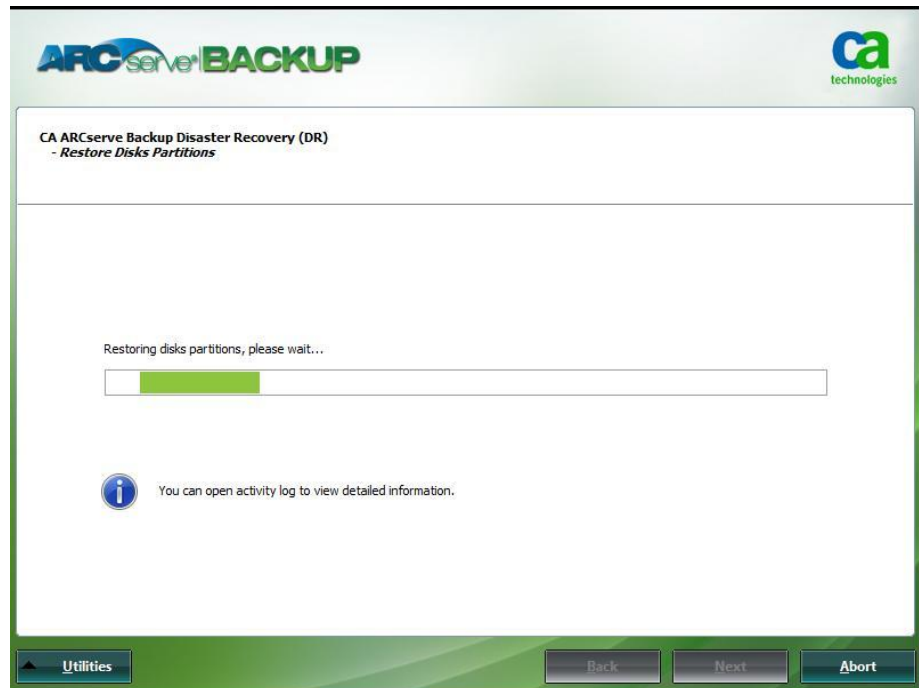 ARCserve® BACKUP
ca
technologies
CA ARCserve Backup Disaster Recovery (DR)
- Restore Disks Partitions
Restoring disks partitions, please wait...
You can open activity log to view detailed information.
Utilities
Back
Next
Abort